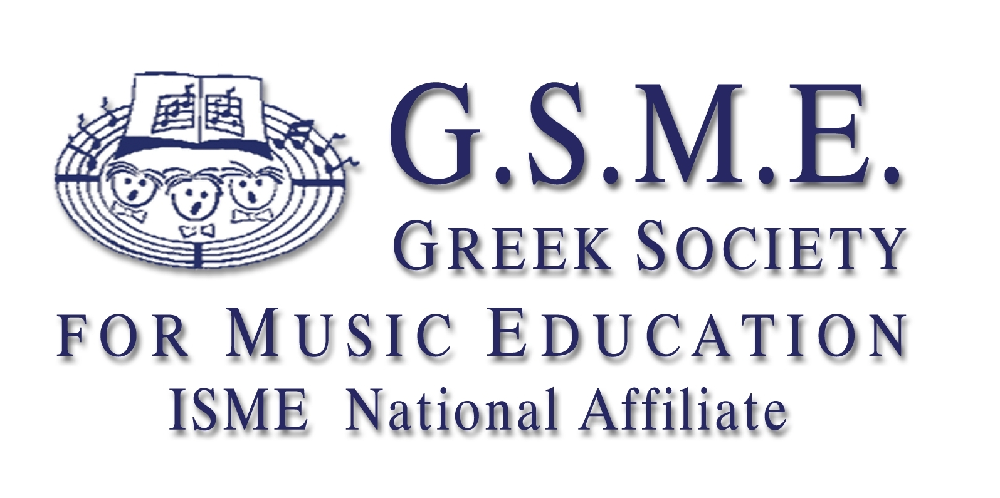 G.S.M.E.
GREEK SOCIETY
FOR MUSIC EDUCATION
ISME National Affiliate